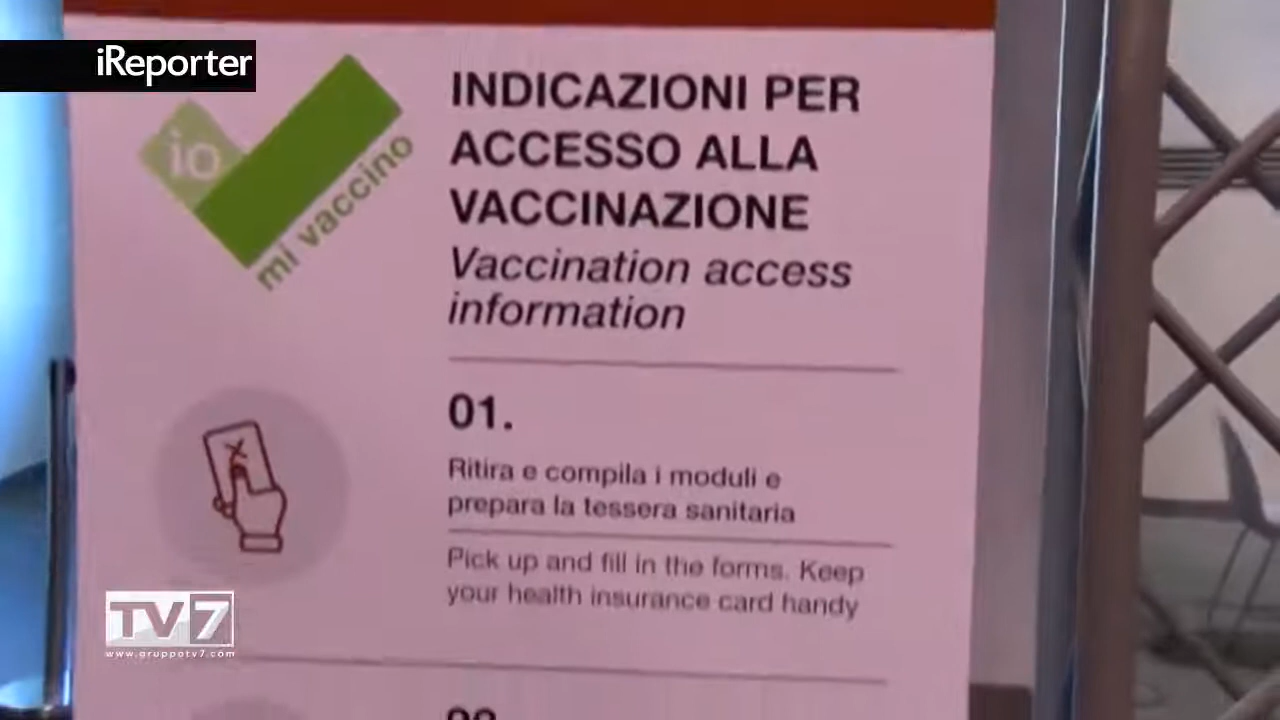 iReporter
io
mi vaccino
INDICAZIONI PER
ACCESSO ALLA
VACCINAZIONE
Vaccination access
information
01.
Ritira e compila i moduli e
prepara la tessera sanitaria
Pick up and fill in the forms. Keep
your health insurance card handy
TV7
www.gruppotv7.com